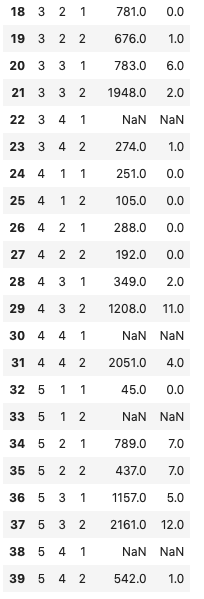 18 3 2 1 781.0 0.0
19 3 2 2 676.0 1.0
20 3 3 1 783.0 6.0
21 3 3 2 1948.0 2.0
22 3 4 1 NaN NaN
23 3 4 2 274.0 1.0
24 4 1 1 251.0 0.0
25 4 1 2 105.0 0.0
26 4 2 1 288.0 0.0
27 4 2 2 192.0 0.0
28 4 3 1 349.0 2.0
29 4 3 2 1208.0 11.0
30 4 4 1 NaN NaN
31 4 4 2 2051.0 4.0
32 5 1 1 45.0 0.0
33 5 1 2 NaN NaN
34 5 2 1 789.0 7.0
35 5 2 2 437.0 7.0
36 5 3 1 1157.0 5.0
37 5 3 2 2161.0 12.0
38 5 4 1 NaN NaN
39 5 4 2 542.0 1.0